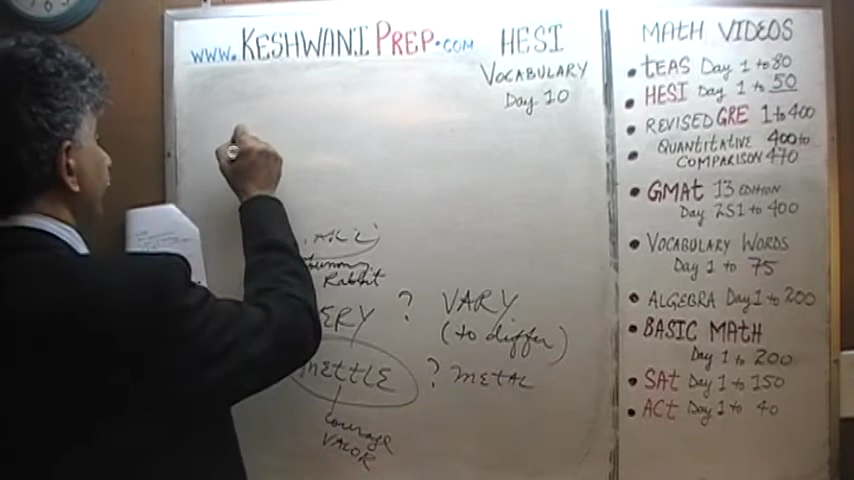 www.KESHWANIPREP.com
HESI
VOCABULARY
Day 10
Rabbit
ERY ? VARY
(to differ)
METTLE ? METAL
courage
VALOR
MATH VIDEOS
• tEAS Day 1 to 80
• HESI Day 1 to 50
• REVISED GRE 1 to 400
• QUANTITATIVE 400 to
COMPARISON 470
• GMAt 13 EDITION
Day 251 to 400
• VOCABULARY WORDS
Day 1 to 75
• ALGEBRA Day 1 to 200
• BASIC MATH
Day 1 to 200
• SAt Day 1 to 150
• ACt Day 1 to 40